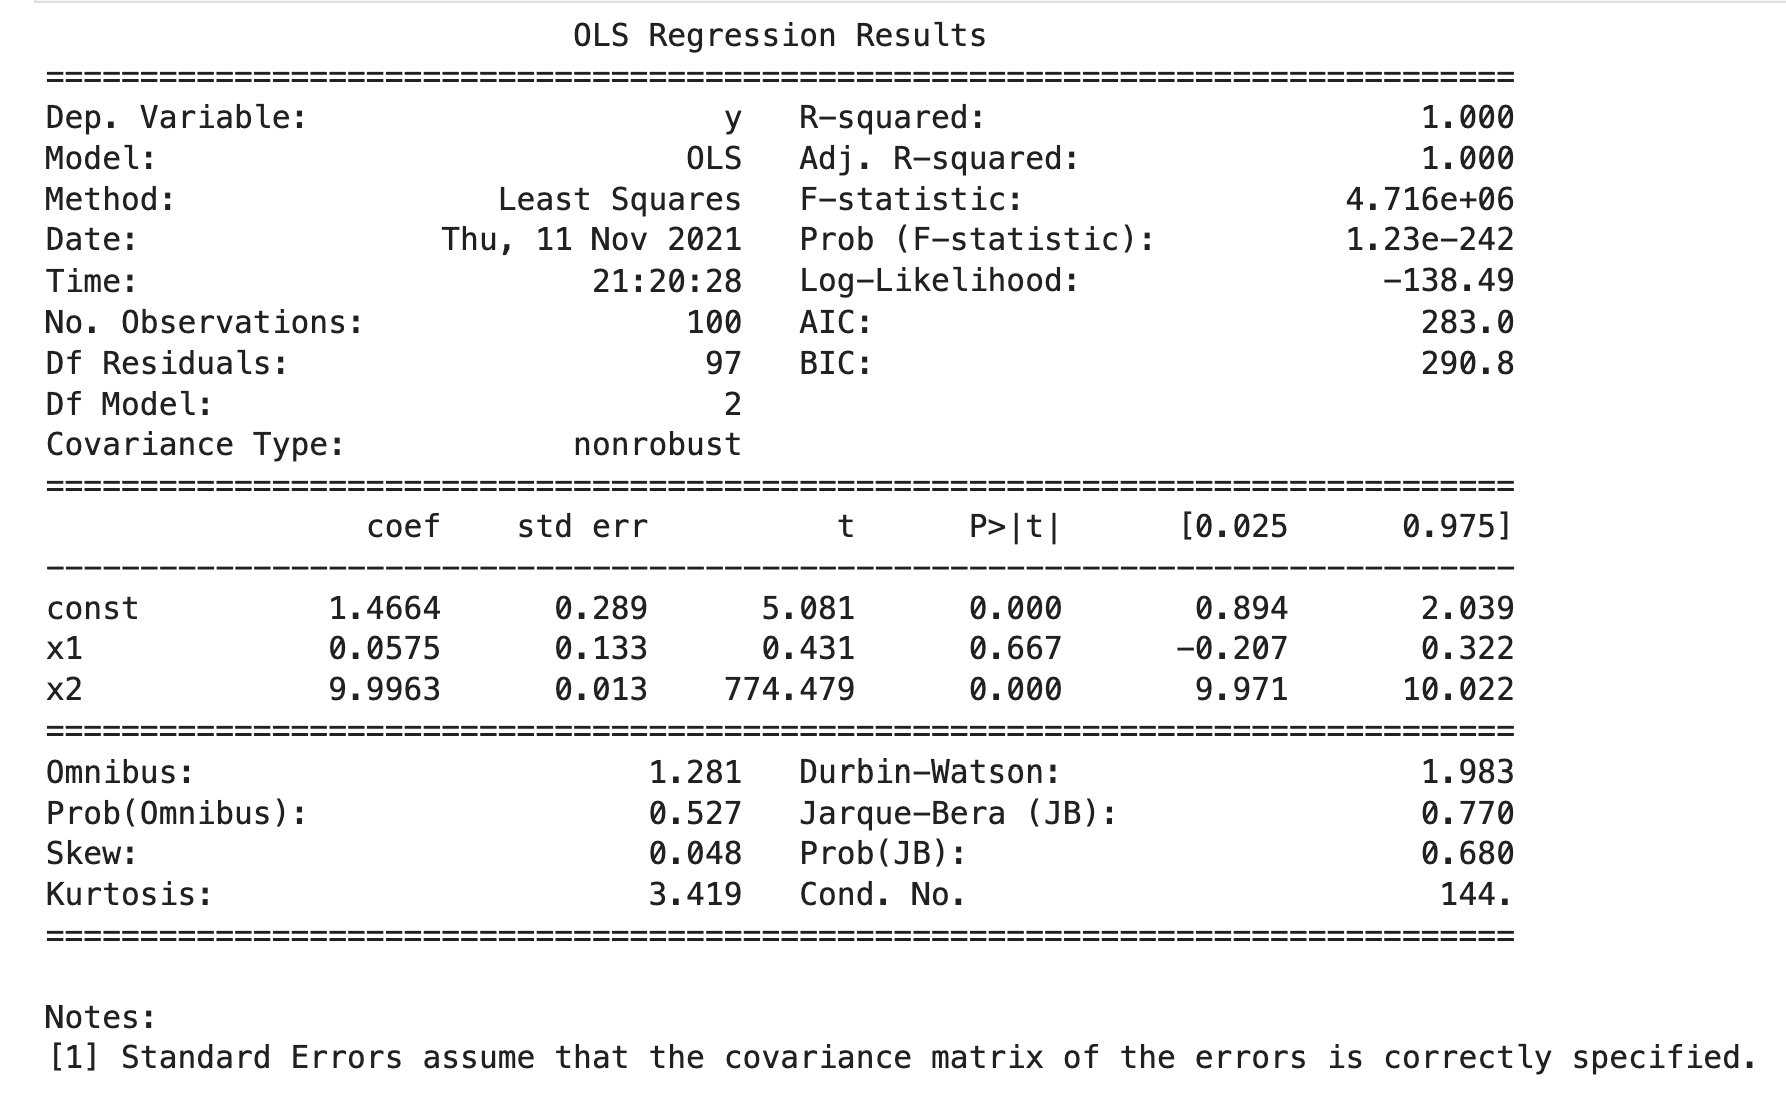 OLS Regression Results
==============================================================================
Dep. Variable:                      y   R-squared:                       1.000
Model:                            OLS   Adj. R-squared:                  1.000
Method:                 Least Squares   F-statistic:                 4.716e+06
Date:                Thu, 11 Nov 2021   Prob (F-statistic):          1.23e-242
Time:                        21:20:28   Log-Likelihood:                -138.49
No. Observations:                 100   AIC:                             283.0
Df Residuals:                      97   BIC:                             290.8
Df Model:                           2
Covariance Type:            nonrobust
==============================================================================
                 coef    std err          t      P>|t|      [0.025      0.975]
------------------------------------------------------------------------------
const          1.4664      0.289      5.081      0.000       0.894       2.039
x1             0.0575      0.133      0.431      0.667      -0.207       0.322
x2             9.9963      0.013    774.479      0.000       9.971      10.022
==============================================================================
Omnibus:                        1.281   Durbin-Watson:                   1.983
Prob(Omnibus):                  0.527   Jarque-Bera (JB):                0.770
Skew:                           0.048   Prob(JB):                        0.680
Kurtosis:                       3.419   Cond. No.                         144.
==============================================================================
Notes:
[1] Standard Errors assume that the covariance matrix of the errors is correctly specified.